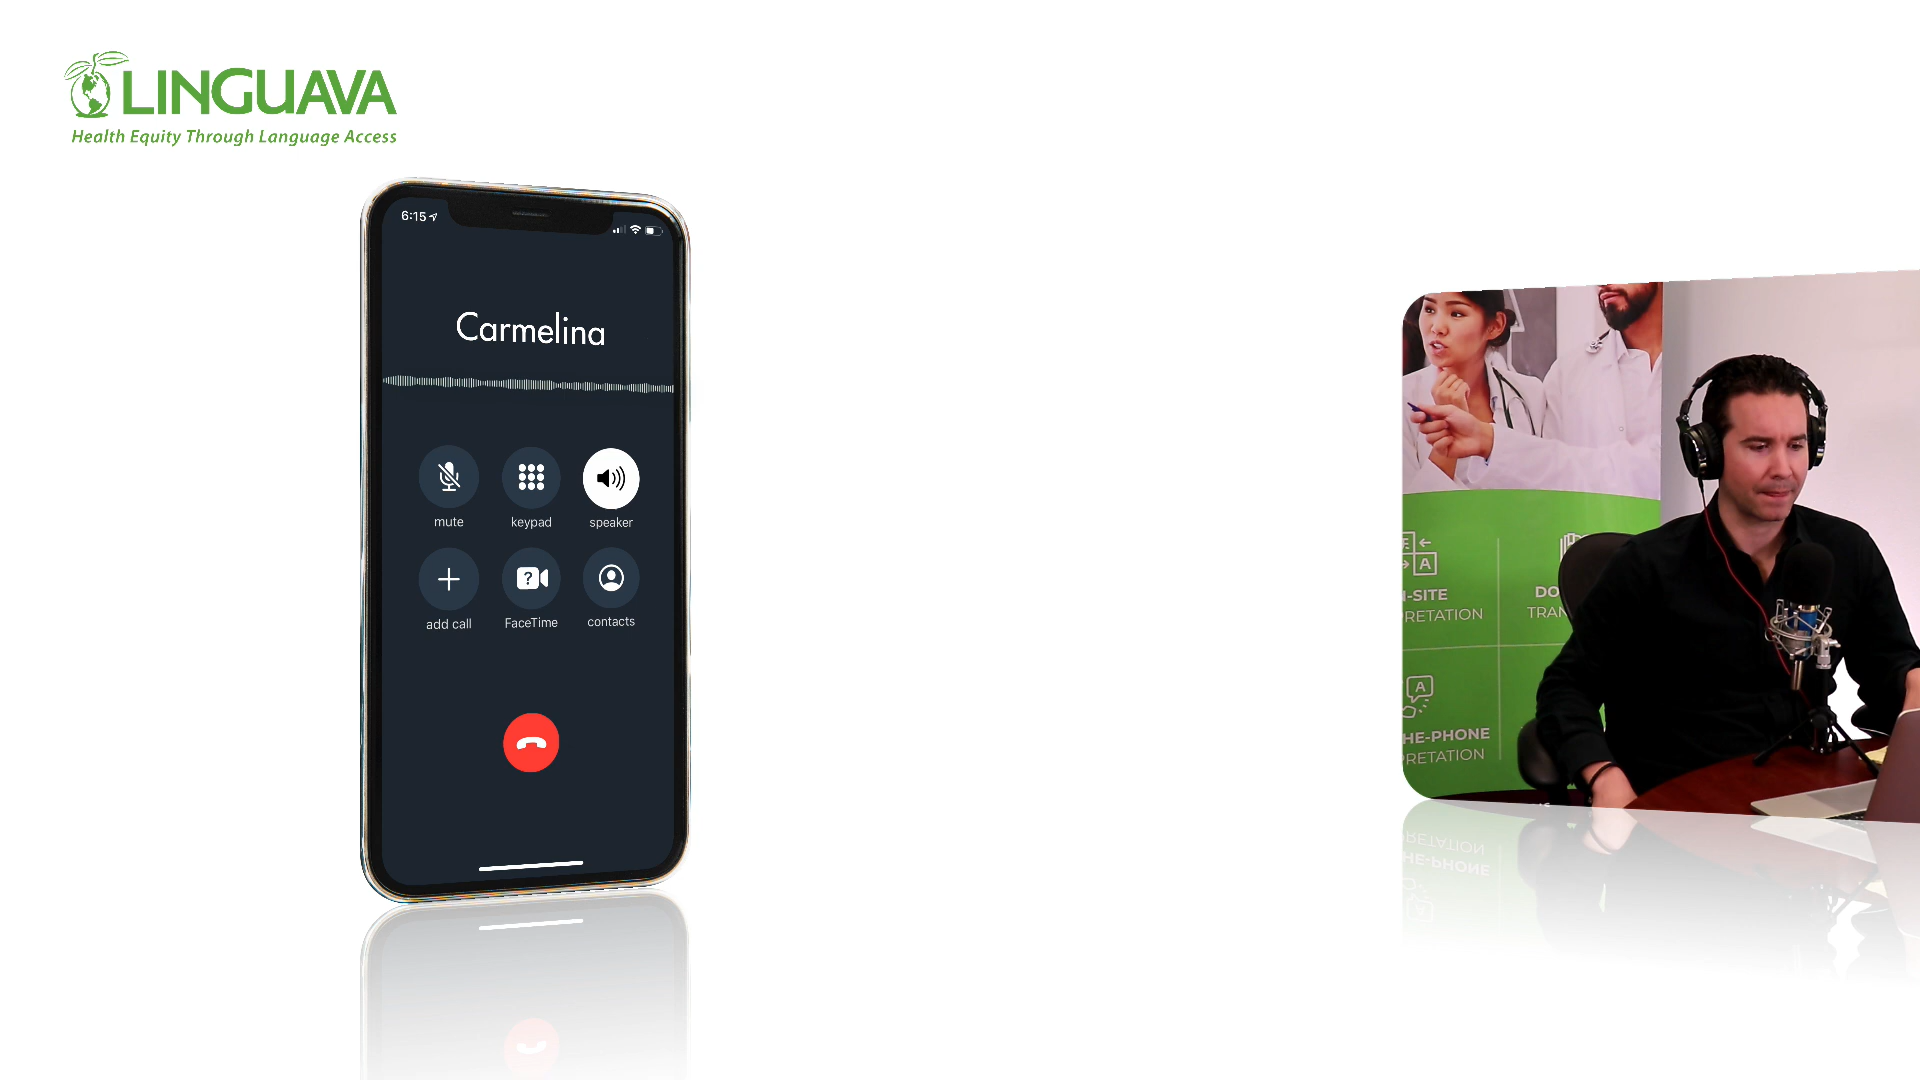 LINGUAVA
Health Equity Through Language Access
6:15
Carmelina
mute
keypad
speaker
add call
FaceTime
contacts
?
E
A
-SITE
RETATION
DO
TRAN
A
HE-PHONE
RETATION